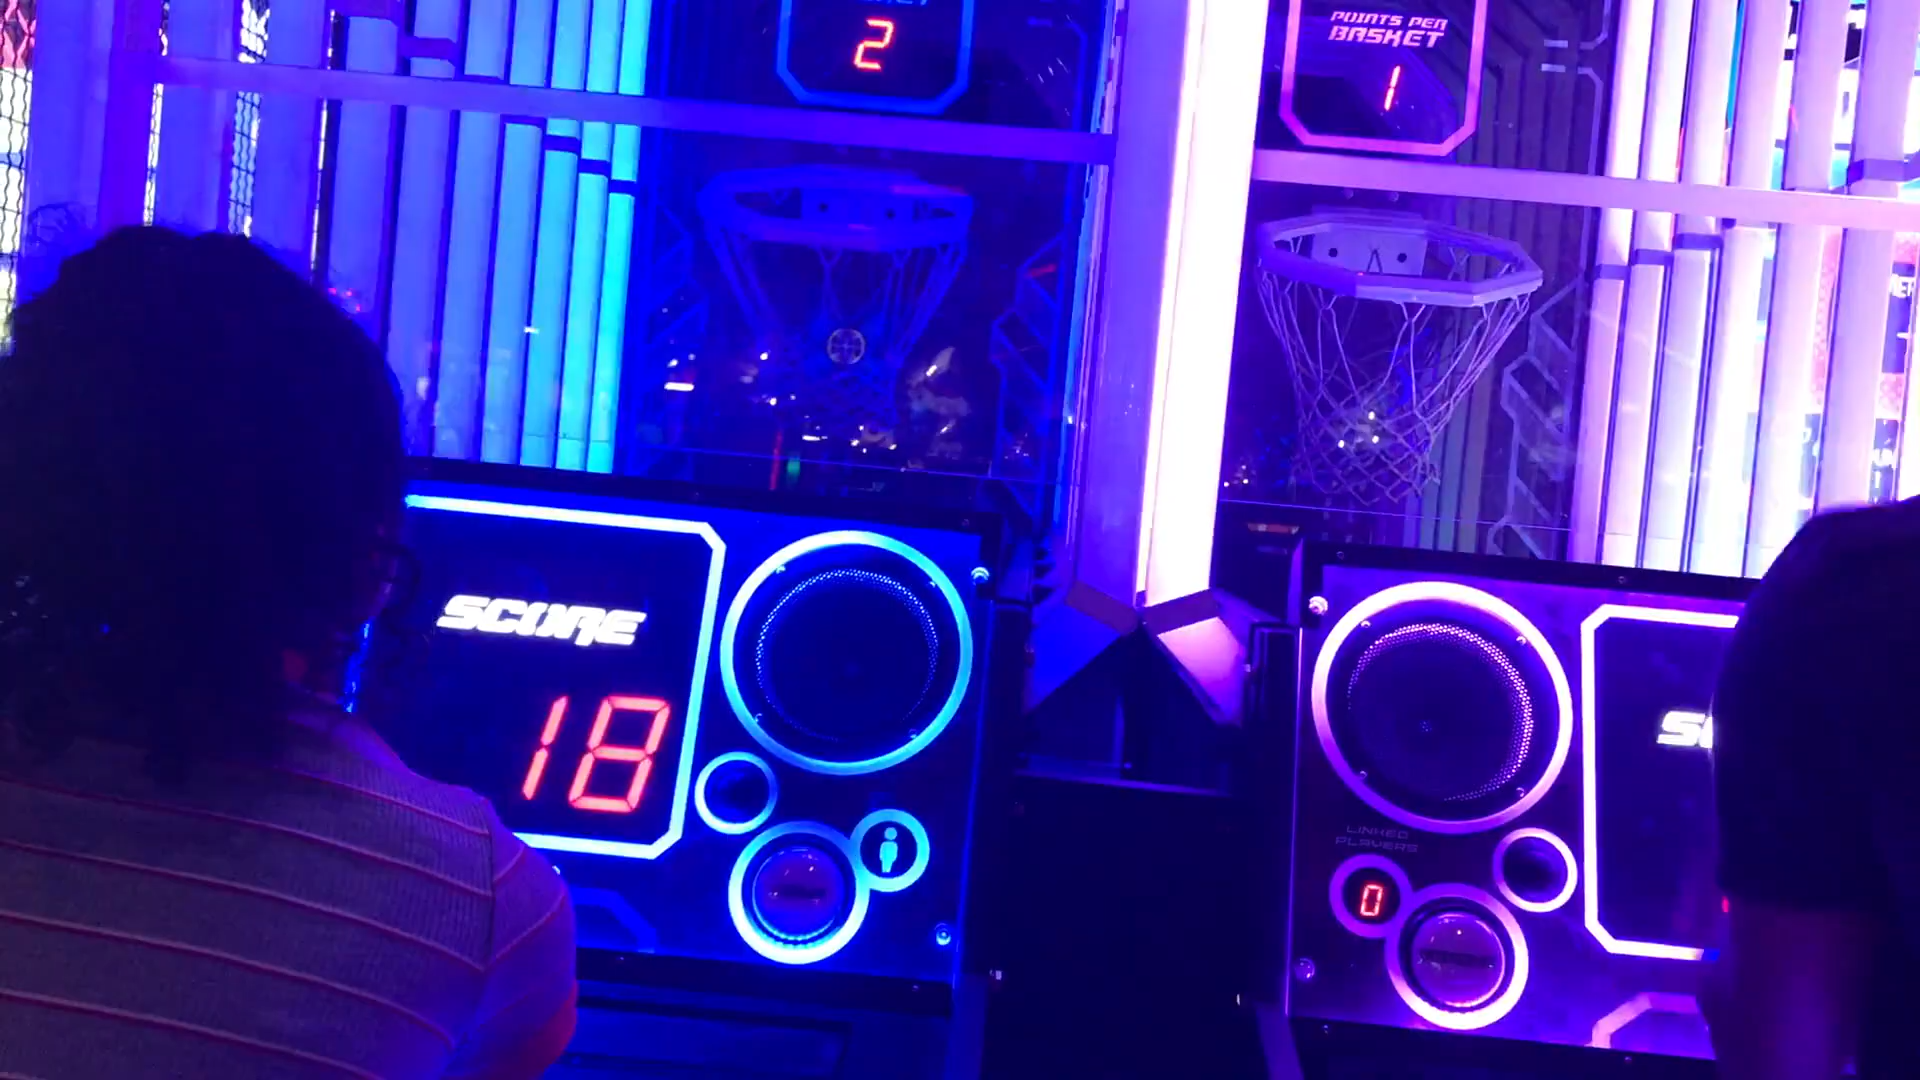 2
POINTS PER
BASKET
1
SCORE
18
LINKED
PLAYERS
0